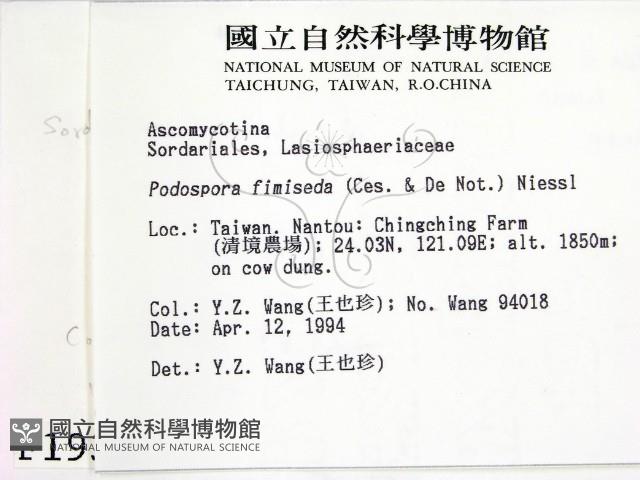 國立自然科學博物館
NATIONAL MUSEUM OF NATURAL SCIENCE
TAICHUNG, TAIWAN, R.O.CHINA
Sord
Ascomycotina
Sordariales, Lasiosphaeriaceae
Podospora fimiseda (Ces. & De Not.) Niessl
Loc.: Taiwan. Nantou: Chingching Farm
(清境農場); 24.03N, 121.09E; alt. 1850m;
on cow dung.
Col.: Y.Z. Wang(王也珍); No. Wang 94018
Date: Apr. 12, 1994
Det.: Y.Z. Wang(王也珍)
國立自然科學博物館
NATIONAL MUSEUM OF NATURAL SCIENCE